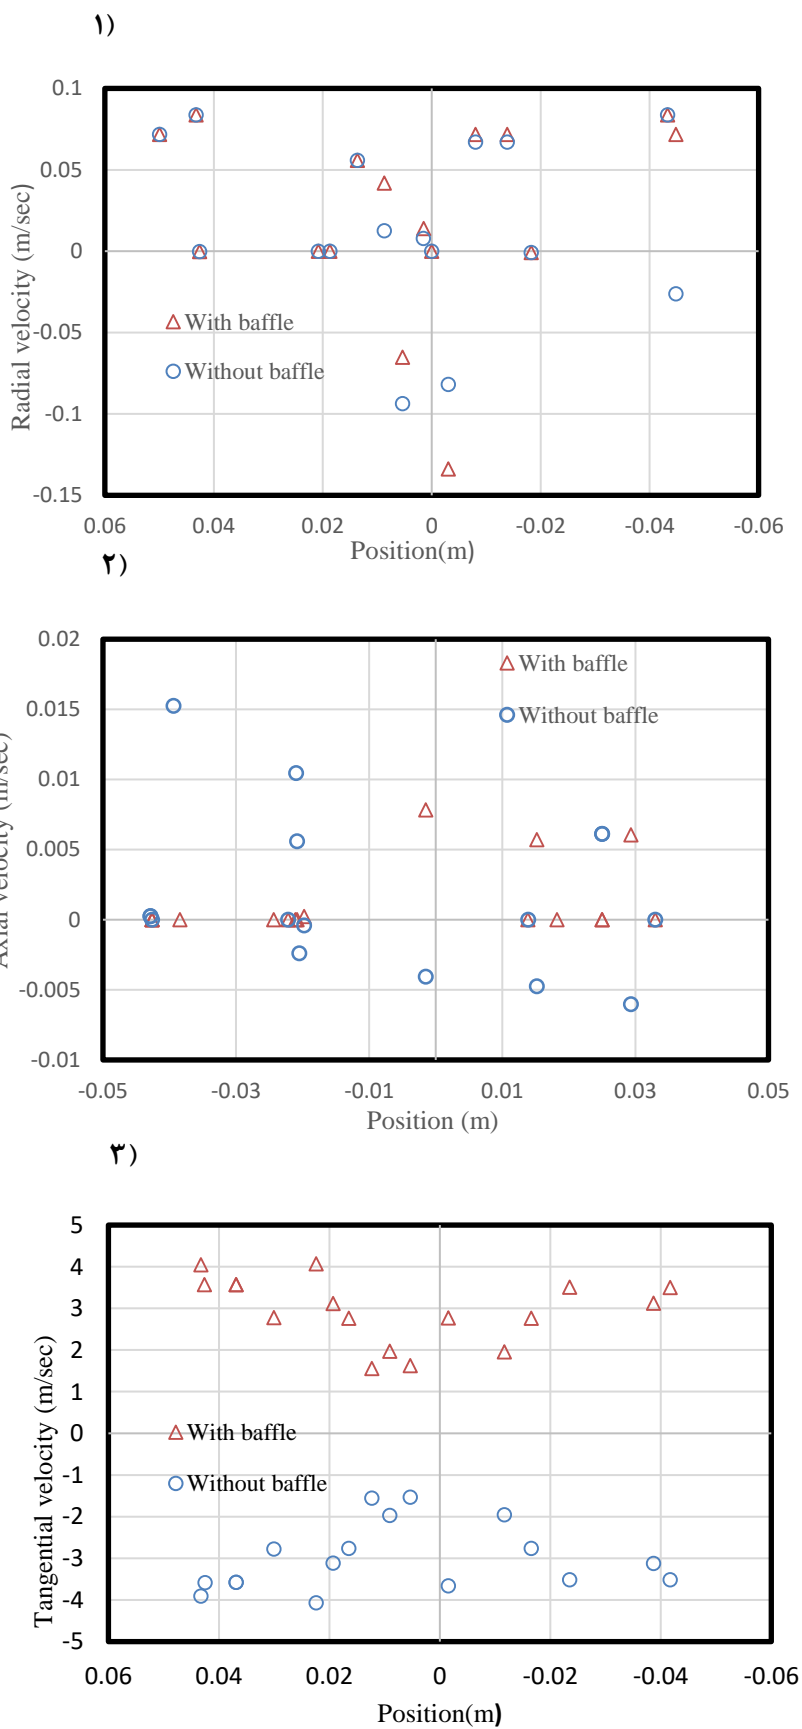 ۱)
0.1
0.05
0
-0.05
-0.1
-0.15
Radial velocity (m/sec)
With baffle
Without baffle
0.06 0.04 0.02 0 -0.02 -0.04 -0.06
Position(m)
۲)
0.02
0.015
0.01
0.005
0
-0.005
-0.01
Axial velocity (m/sec)
With baffle
Without baffle
-0.05 -0.03 -0.01 0.01 0.03 0.05
Position (m)
۳)
5
4
3
2
1
0
-1
-2
-3
-4
-5
Tangential velocity (m/sec)
With baffle
Without baffle
0.06 0.04 0.02 0 -0.02 -0.04 -0.06
Position(m)